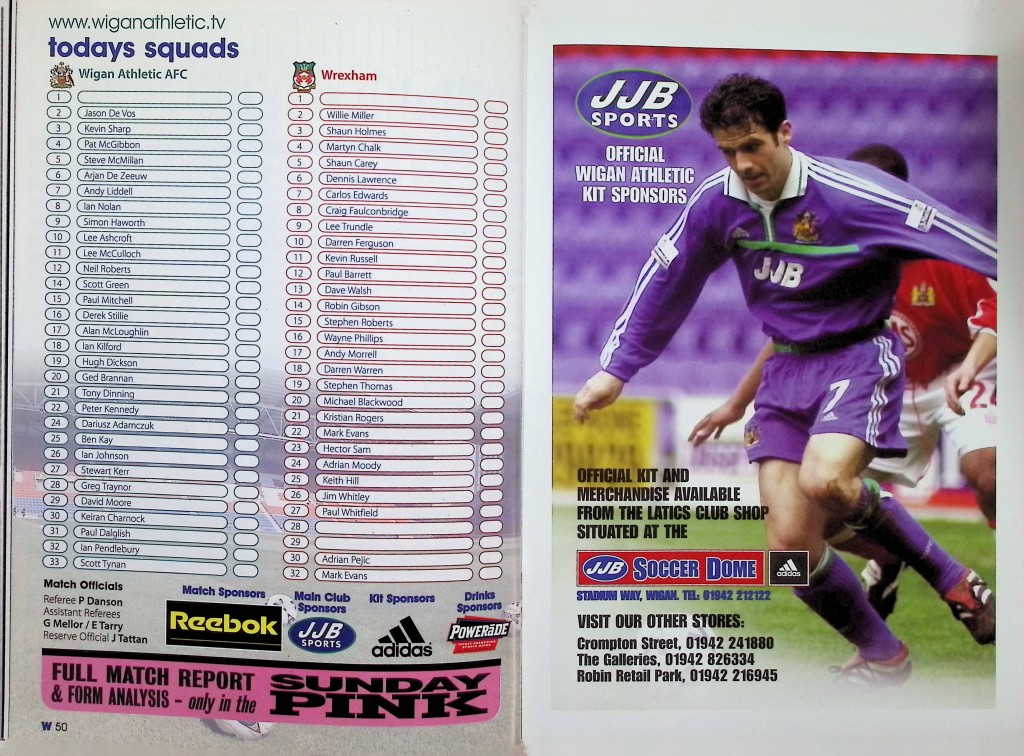 www.wiganathletic.tv
todays squads
Wigan Athletic AFC
1
2 Jason De Vos
3 Kevin Sharp
4 Pat McGibbon
5 Steve McMillan
6 Arjan De Zeeuw
7 Andy Liddell
8 Ian Nolan
9 Simon Haworth
10 Lee Ashcroft
11 Lee McCulloch
12 Neil Roberts
14 Scott Green
15 Paul Mitchell
16 Derek Stillie
17 Alan McLoughlin
18 Ian Kilford
19 Hugh Dickson
20 Ged Brannan
21 Tony Dinning
22 Peter Kennedy
24 Dariusz Adamczuk
25 Ben Kay
26 Ian Johnson
27 Stewart Kerr
28 Greg Traynor
29 David Moore
30 Keiran Charnock
31 Paul Dalglish
32 Ian Pendlebury
33 Scott Tynan
Wrexham
1
2 Willie Miller
3 Shaun Holmes
4 Martyn Chalk
5 Shaun Carey
6 Dennis Lawrence
7 Carlos Edwards
8 Craig Faulconbridge
9 Lee Trundle
10 Darren Ferguson
11 Kevin Russell
12 Paul Barrett
13 Dave Walsh
14 Robin Gibson
15 Stephen Roberts
16 Wayne Phillips
17 Andy Morrell
18 Darren Warren
19 Stephen Thomas
20 Michael Blackwood
21 Kristian Rogers
22 Mark Evans
23 Hector Sam
24 Adrian Moody
25 Keith Hill
26 Jim Whitley
27 Paul Whitfield
28
29
30 Adrian Pejic
32 Mark Evans
Match Officials
Referee P Danson
Assistant Referees
G Mellor / E Tarry
Reserve Official J Tattan
Match Sponsors
Reebok
Main Club
Sponsors
JJB
SPORTS
Kit Sponsors
adidas
Drinks
Sponsors
POWERADE
FULL MATCH REPORT
& FORM ANALYSIS - only in the
SUNDAY
PINK
W 50
JJB
SPORTS
OFFICIAL
WIGAN ATHLETIC
KIT SPONSORS
JJB
7
OFFICIAL KIT AND
MERCHANDISE AVAILABLE
FROM THE LATICS CLUB SHOP
SITUATED AT THE
JJB SOCCER DOME
adidas
STADIUM WAY, WIGAN. TEL: 01942 212122
VISIT OUR OTHER STORES:
Crompton Street, 01942 241880
The Galleries, 01942 826334
Robin Retail Park, 01942 216945